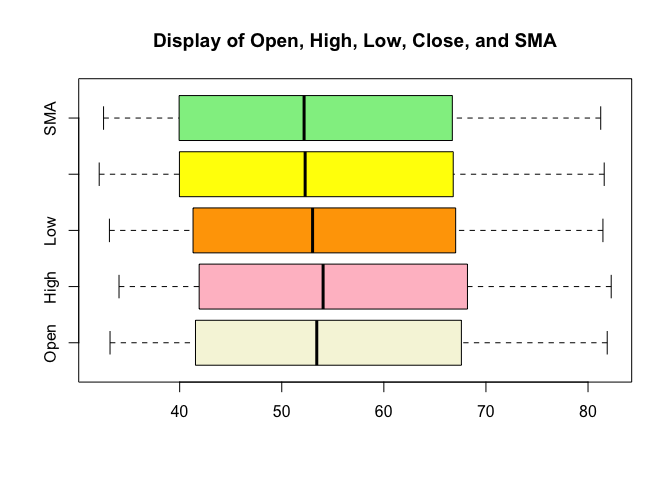 Display of Open, High, Low, Close, and SMA
SMA
Low
High
Open
40 50 60 70 80